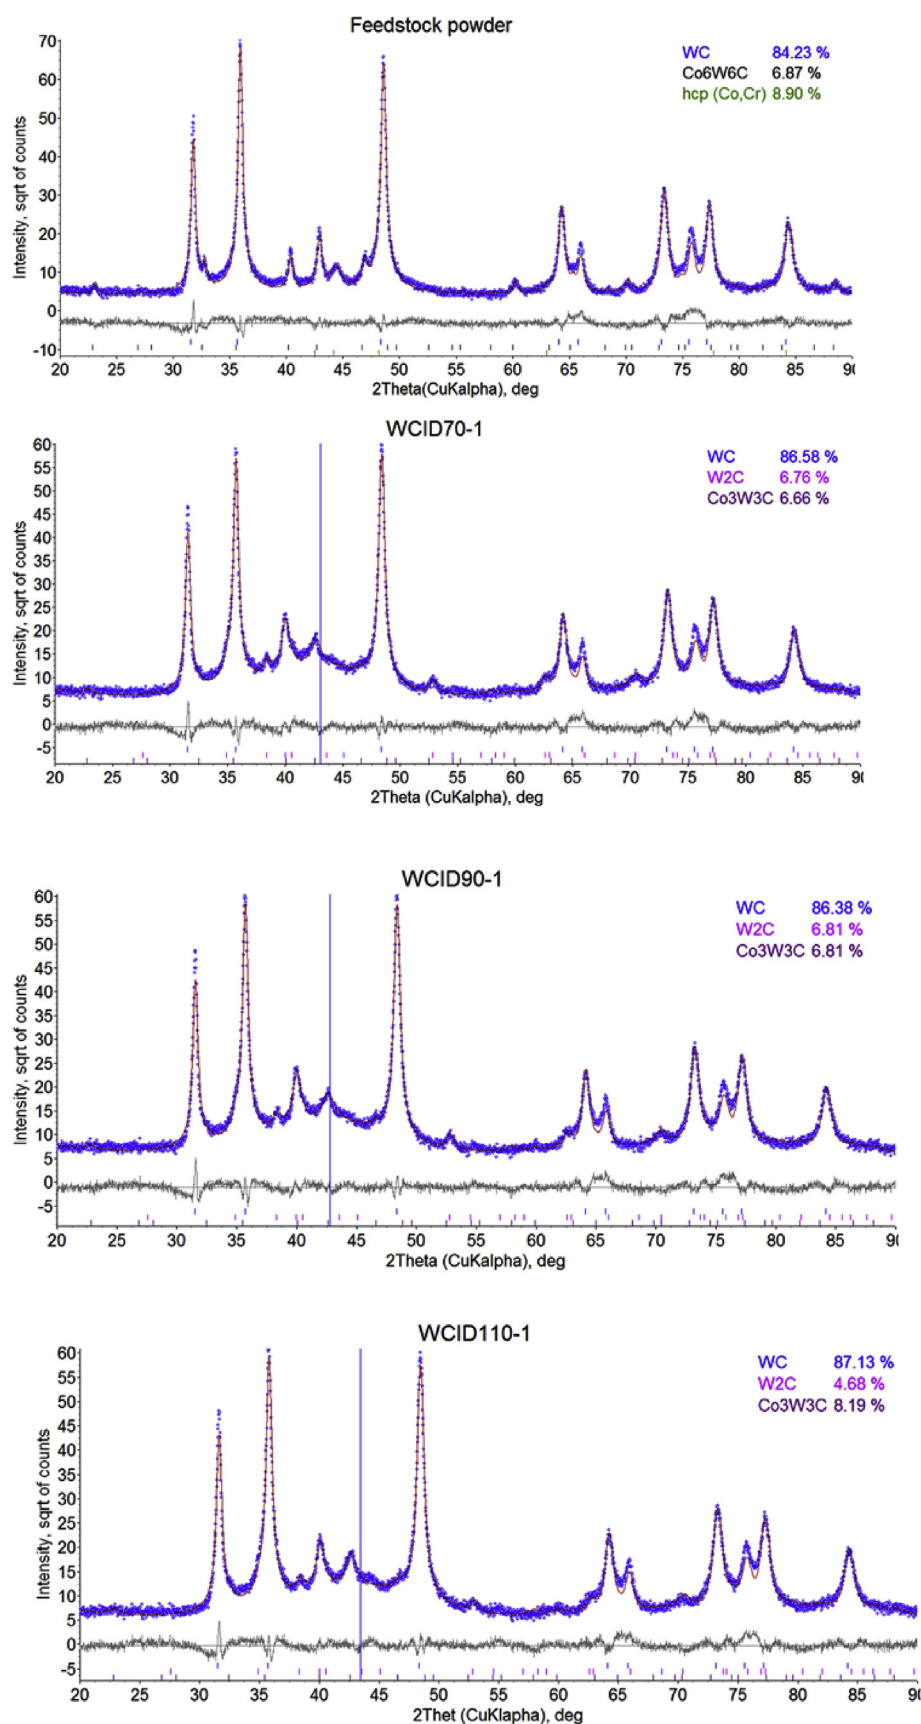 Feedstock powder
WC 84.23 %
Co6W6C 6.87 %
hcp (Co,Cr) 8.90 %
Intensity, sqrt of counts
70
60
50
40
30
20
10
0
-10
20 25 30 35 40 45 50 55 60 65 70 75 80 85 90
2Theta(CuKalpha), deg
WCID70-1
WC 86.58 %
W2C 6.76 %
Co3W3C 6.66 %
Intensity, sqrt of counts
60
55
50
45
40
35
30
25
20
15
10
5
0
-5
20 25 30 35 40 45 50 55 60 65 70 75 80 85 90
2Theta (CuKalpha), deg
WCID90-1
WC 86.38 %
W2C 6.81 %
Co3W3C 6.81 %
Intensity, sqrt of counts
60
55
50
45
40
35
30
25
20
15
10
5
0
-5
20 25 30 35 40 45 50 55 60 65 70 75 80 85 90
2Theta (CuKalpha), deg
WCID110-1
WC 87.13 %
W2C 4.68 %
Co3W3C 8.19 %
Intensity, sqrt of counts
60
55
50
45
40
35
30
25
20
15
10
5
0
-5
20 25 30 35 40 45 50 55 60 65 70 75 80 85 90
2Thet (CuKlapha), deg